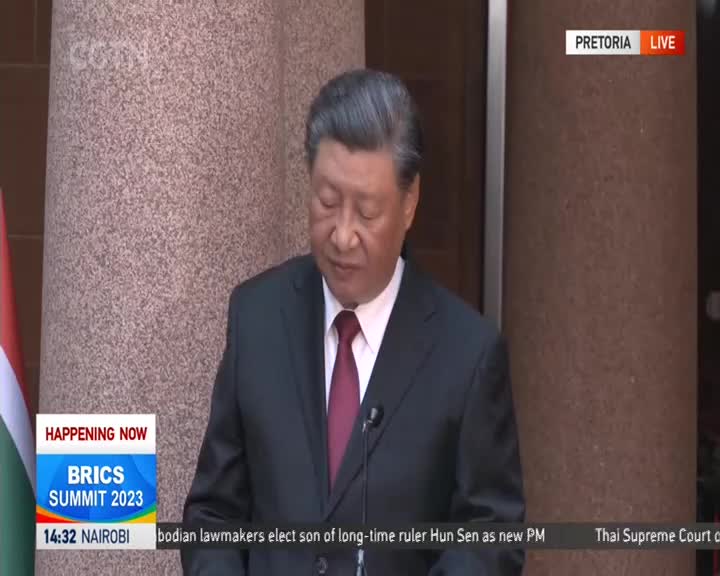 CGTN
PRETORIA LIVE
HAPPENING NOW
BRICS
SUMMIT 2023
14:32 NAIROBI
bodian lawmakers elect son of long-time ruler Hun Sen as new PM Thai Supreme Court